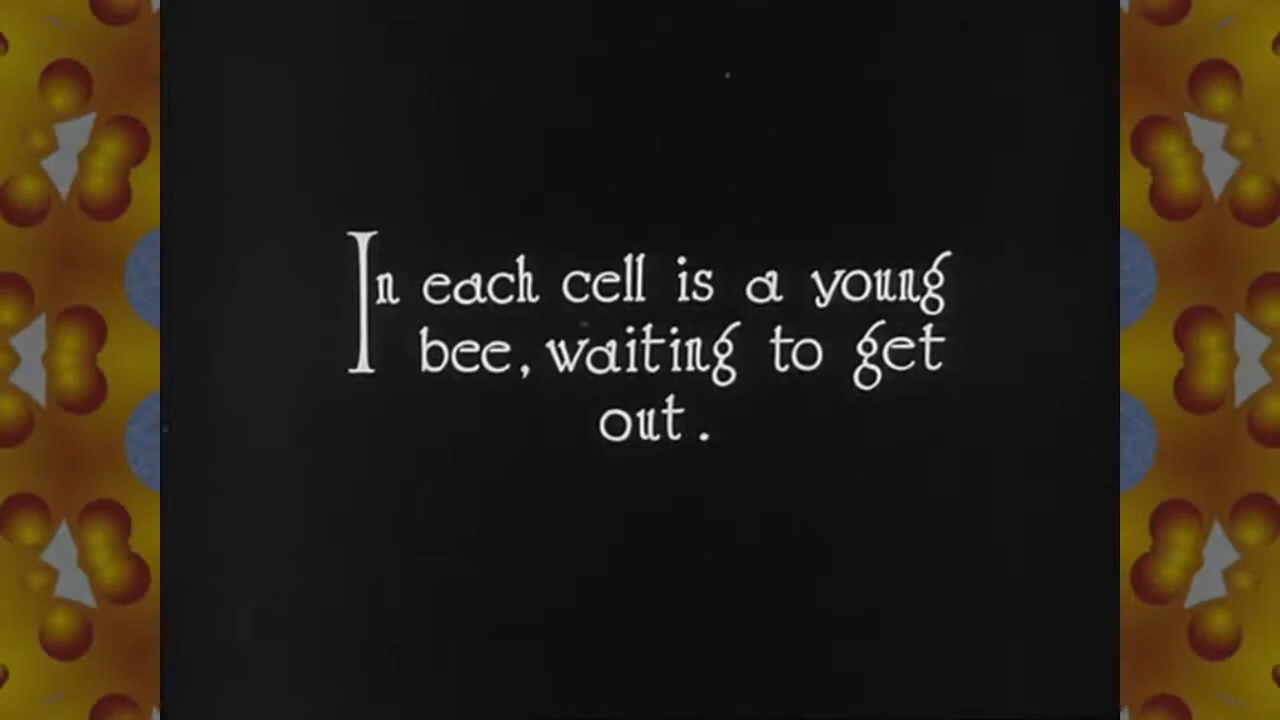 In each cell is a young
bee, waiting to get
out.